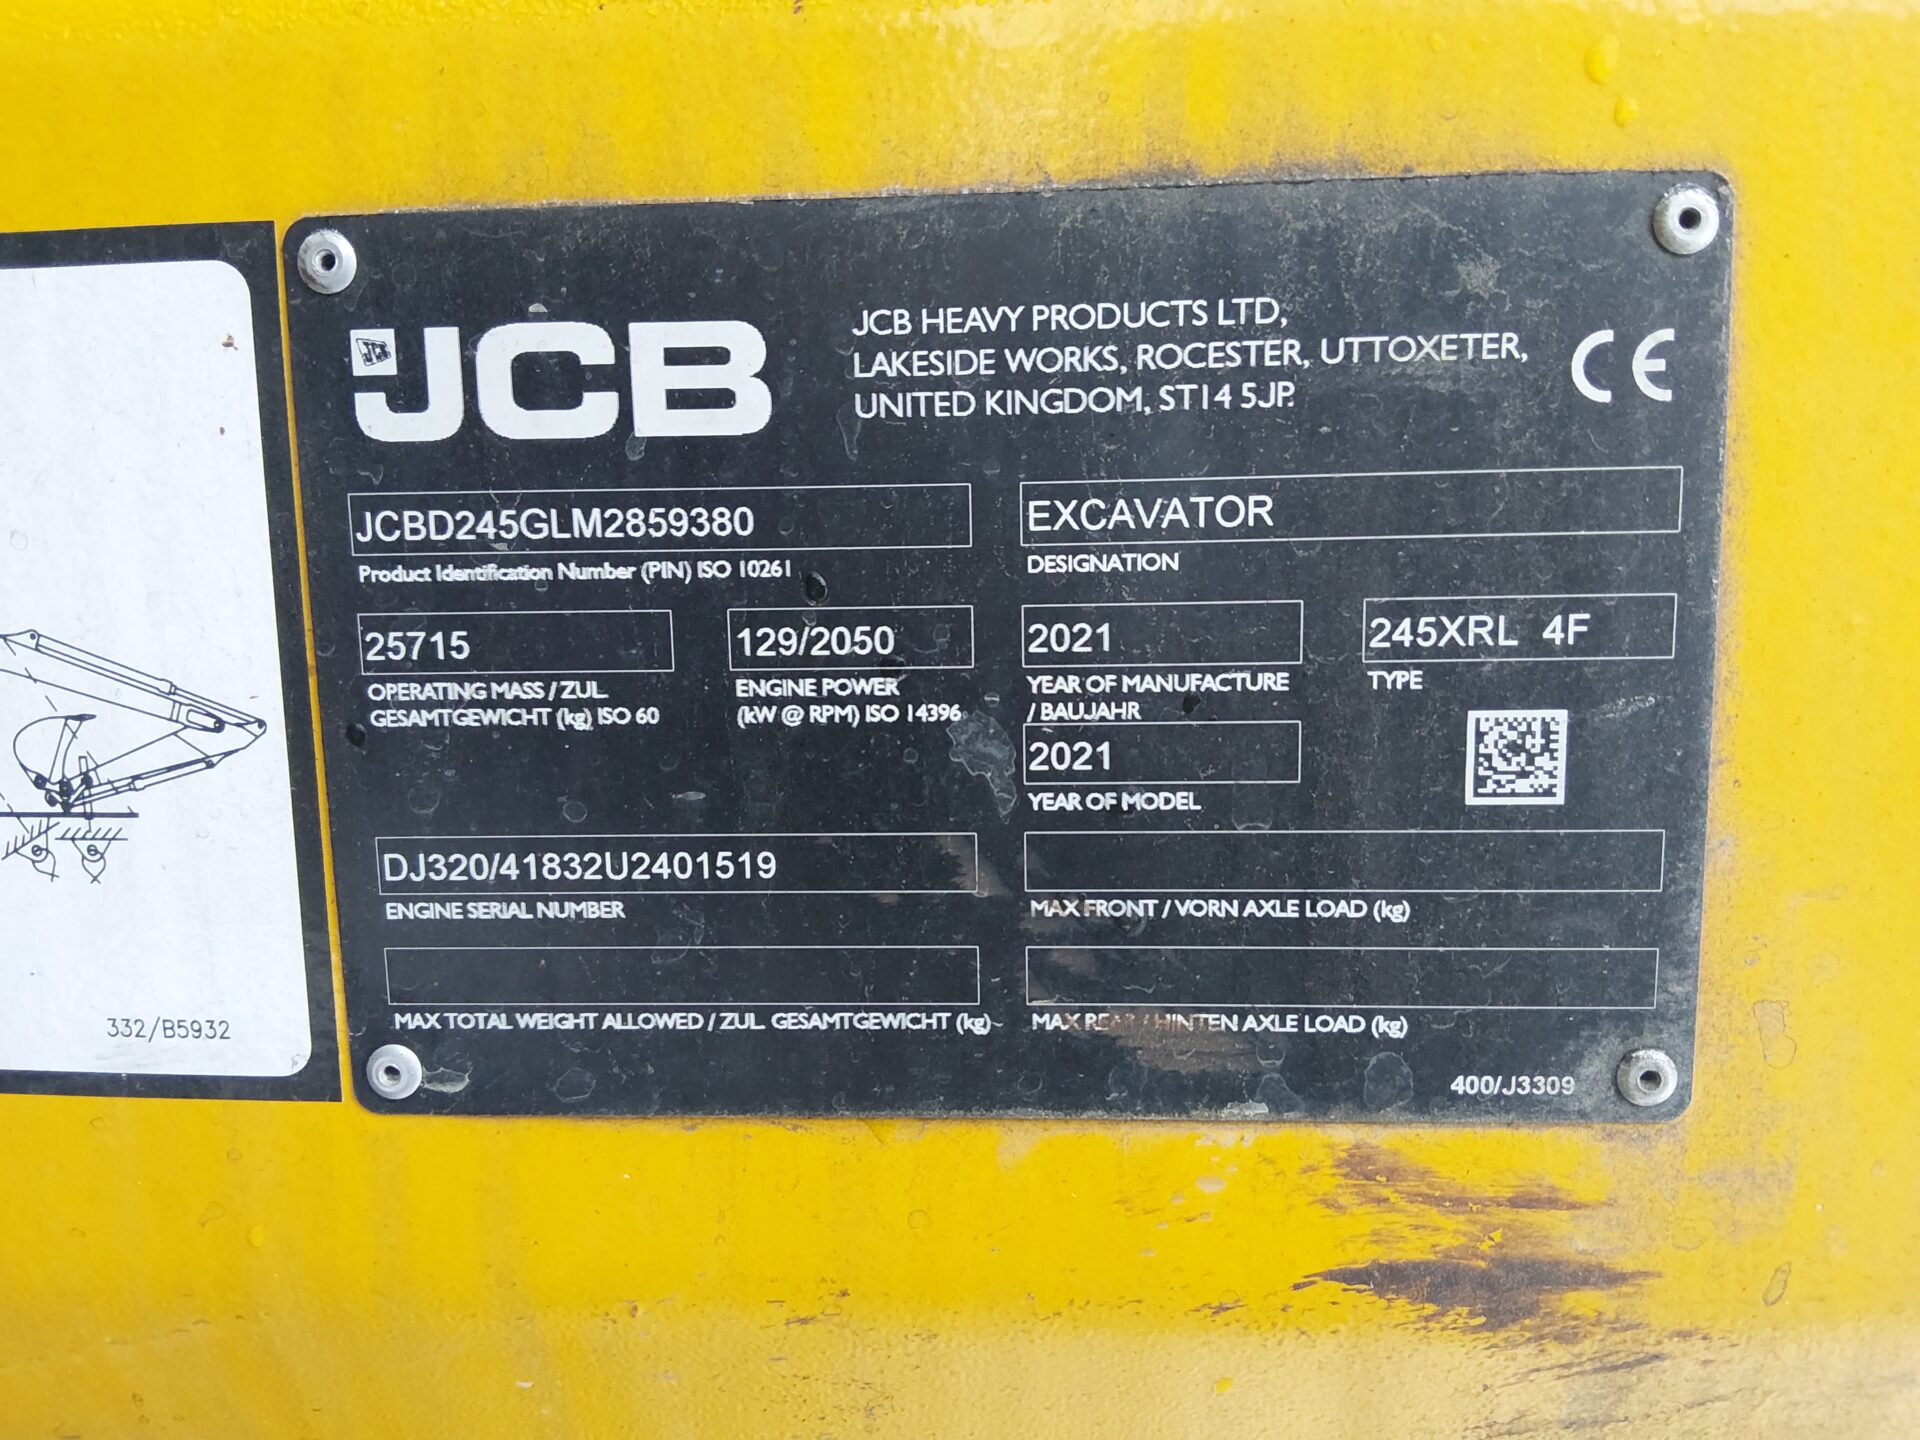 JCB
JCB
JCB HEAVY PRODUCTS LTD,
LAKESIDE WORKS, ROCESTER, UTTOXETER,
UNITED KINGDOM, ST14 5JP.
CE
JCBD245GLM2859380
Product Identification Number (PIN) ISO 10261
EXCAVATOR
DESIGNATION
25715
OPERATING MASS / ZUL.
GESAMTGEWICHT (kg) ISO 60
129/2050
ENGINE POWER
(kW @ RPM) ISO 14396
2021
YEAR OF MANUFACTURE
/ BAUJAHR
245XRL 4F
TYPE
2021
YEAR OF MODEL
DJ320/41832U2401519
ENGINE SERIAL NUMBER
MAX FRONT / VORN AXLE LOAD (kg)
MAX TOTAL WEIGHT ALLOWED / ZUL. GESAMTGEWICHT (kg)
MAX REAR / HINTEN AXLE LOAD (kg)
400/J3309
332/B5932